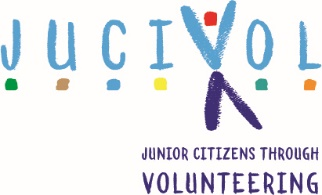 JUCIVOL
JUNIOR CITIZENS THROUGH
VOLUNTEERING